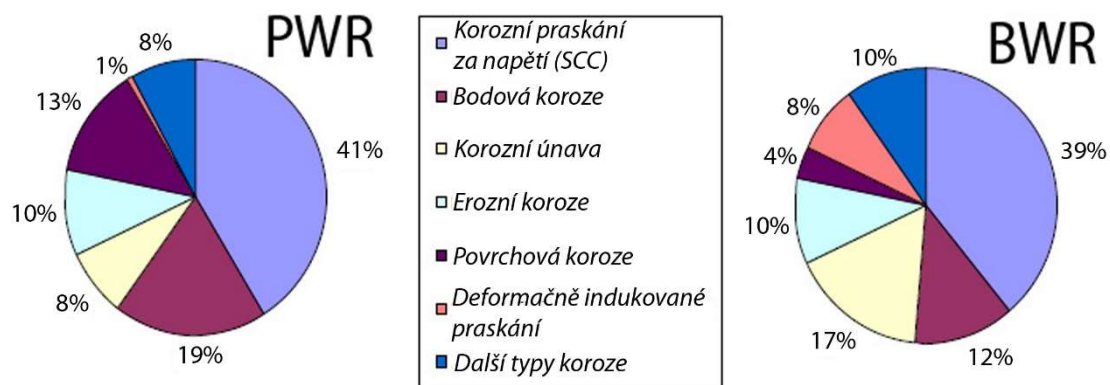 PWR
8%
1%
13%
41%
10%
8%
19%
Korozní praskání
za napětí (SCC)
Bodová koroze
Korozní únava
Erozní koroze
Povrchová koroze
Deformačně indukované
praskání
Další typy koroze
BWR
10%
8%
39%
4%
10%
17%
12%